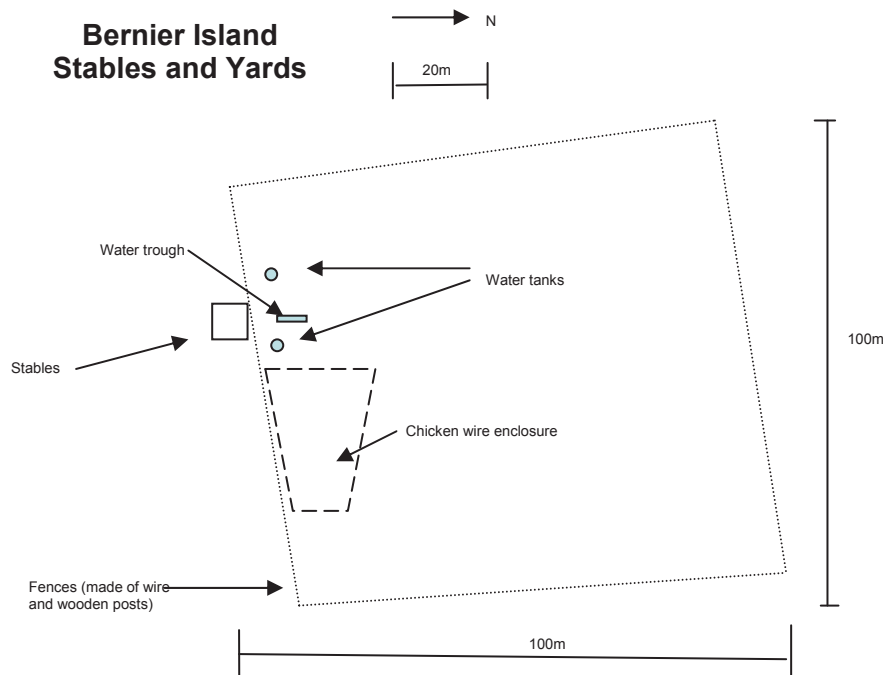 Bernier Island
Stables and Yards
N
20m
Water trough
Water tanks
100m
Stables
Chicken wire enclosure
Fences (made of wire
and wooden posts)
100m